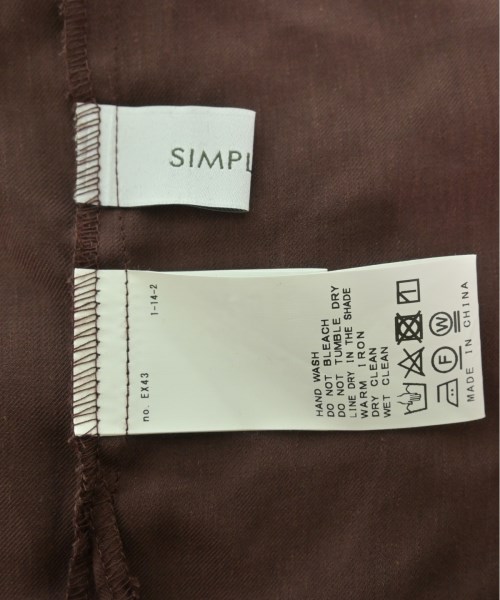 SIMPL
no. EX43
1-14-2
HAND WASH
DO NOT BLEACH
DO NOT TUMBLE DRY
LINE DRY IN THE SHADE
WARM IRON
DRY CLEAN
WET CLEAN
F W
MADE IN CHINA